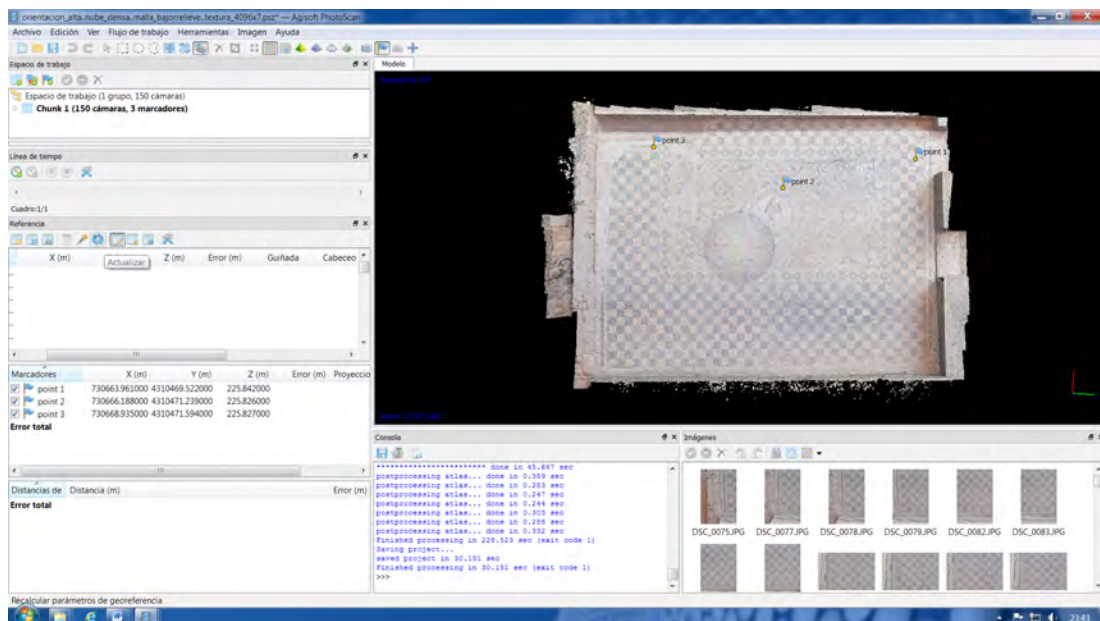 orientacion_alta.nube_densa.malla_bajorrelieve.textura_4096x7.psz* — Agisoft PhotoScan
Archivo Edición Ver Flujo de trabajo Herramientas Imagen Ayuda
Espacio de trabajo
Espacio de trabajo (1 grupo, 150 cámaras)
Chunk 1 (150 cámaras, 3 marcadores)
Línea de tiempo
Cuadro:1/1
Referencia
X (m) Z (m) Error (m) Guiñada Cabeceo
Actualizar
Marcadores X (m) Y (m) Z (m) Error (m) Proyeccio
point 1 730663.961000 4310469.522000 225.842000
point 2 730666.188000 4310471.239000 225.826000
point 3 730668.935000 4310471.594000 225.827000
Error total
Distancias de Distancia (m) Error (m)
Error total
Modelo
point 3
point 1
point 2
Consola
************************ done in 45.647 sec
postprocessing atlas... done in 0.359 sec
postprocessing atlas... done in 0.253 sec
postprocessing atlas... done in 0.247 sec
postprocessing atlas... done in 0.244 sec
postprocessing atlas... done in 0.303 sec
postprocessing atlas... done in 0.288 sec
postprocessing atlas... done in 0.332 sec
Finished processing in 228.523 sec (exit code 1)
Saving project...
saved project in 30.151 sec
Finished processing in 30.151 sec (exit code 1)
>>>
Imágenes
DSC_0075.JPG DSC_0077.JPG DSC_0078.JPG DSC_0079.JPG DSC_0082.JPG DSC_0083.JPG
Recalcular parámetros de georeferencia
23:43